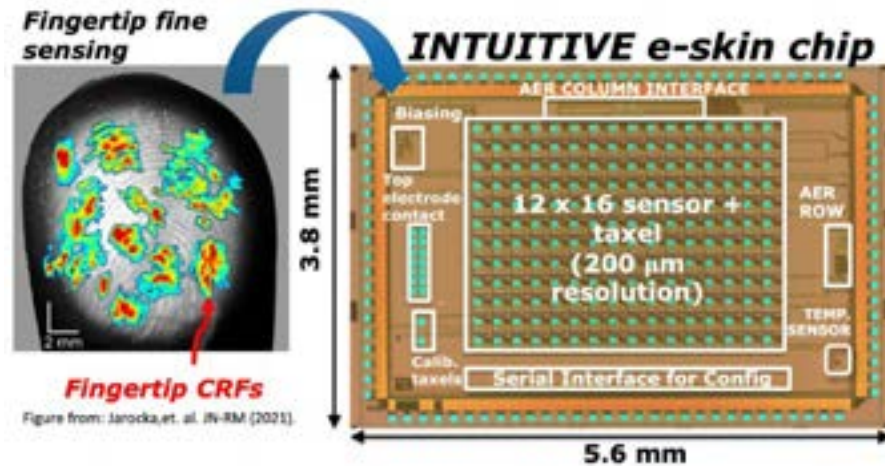 Fingertip fine
sensing
INTUITIVE e-skin chip
AER COLUMN INTERFACE
Biasing
Top
electrode
contact
12 x 16 sensor +
taxel
(200 µm
resolution)
AER
ROW
3.8 mm
TEMP.
SENSOR
2 mm
Calib.
taxels
Serial Interface for Config
Fingertip CRFs
Figure from: Jarocka,et. al. JN-RM (2021).
5.6 mm